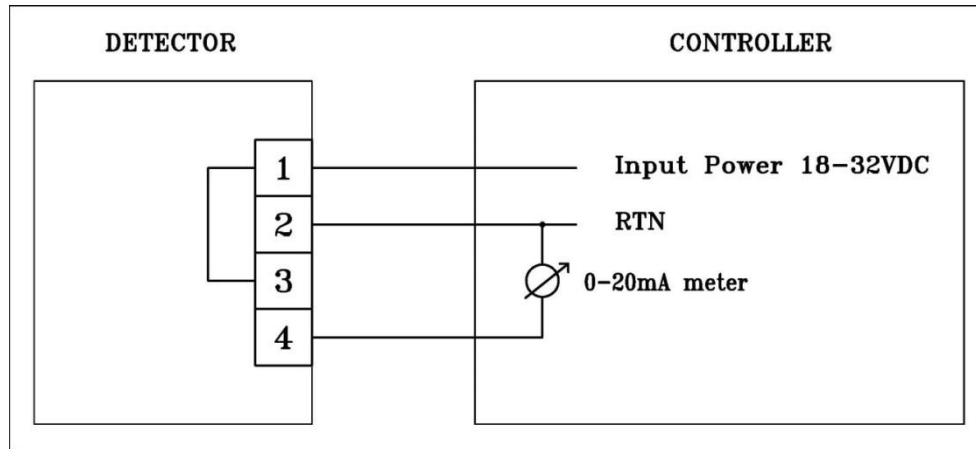 DETECTOR
CONTROLLER
1
Input Power 18-32VDC
2
RTN
3
0-20mA meter
4